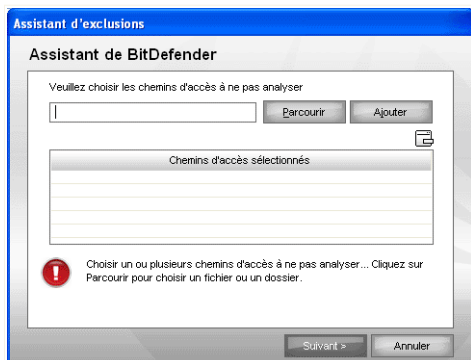 Assistant d'exclusions
Assistant de BitDefender
Veuillez choisir les chemins d'accès à ne pas analyser
Parcourir
Ajouter
Chemins d'accès sélectionnés
Choisir un ou plusieurs chemins d'accès à ne pas analyser... Cliquez sur
Parcourir pour choisir un fichier ou un dossier.
Suivant >
Annuler